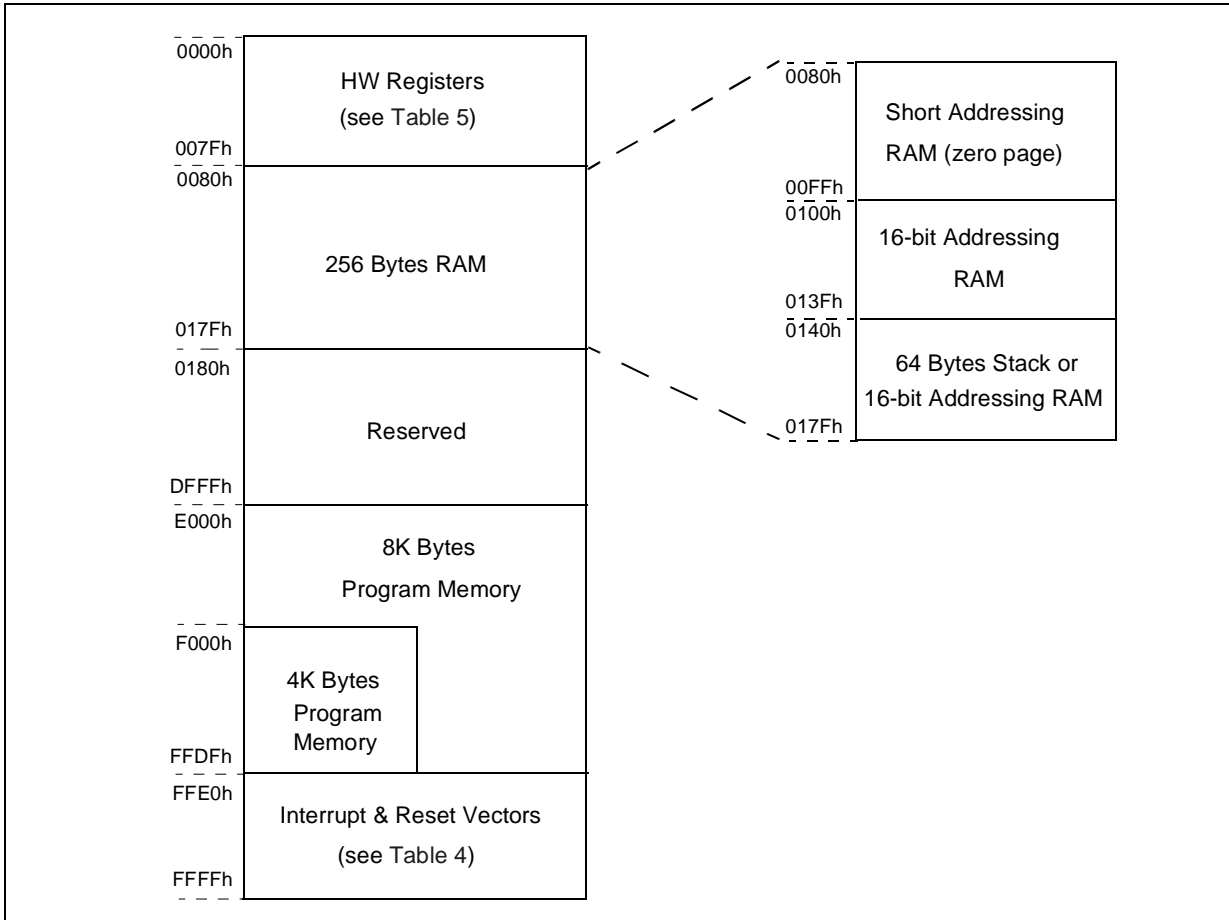 0000h
HW Registers
(see Table 5)
007Fh
0080h
256 Bytes RAM
017Fh
0180h
Reserved
DFFFh
E000h
8K Bytes
Program Memory
F000h
4K Bytes
Program
Memory
FFDFh
FFE0h
Interrupt & Reset Vectors
(see Table 4)
FFFFh
0080h
Short Addressing
RAM (zero page)
00FFh
0100h
16-bit Addressing
RAM
013Fh
0140h
64 Bytes Stack or
16-bit Addressing RAM
017Fh